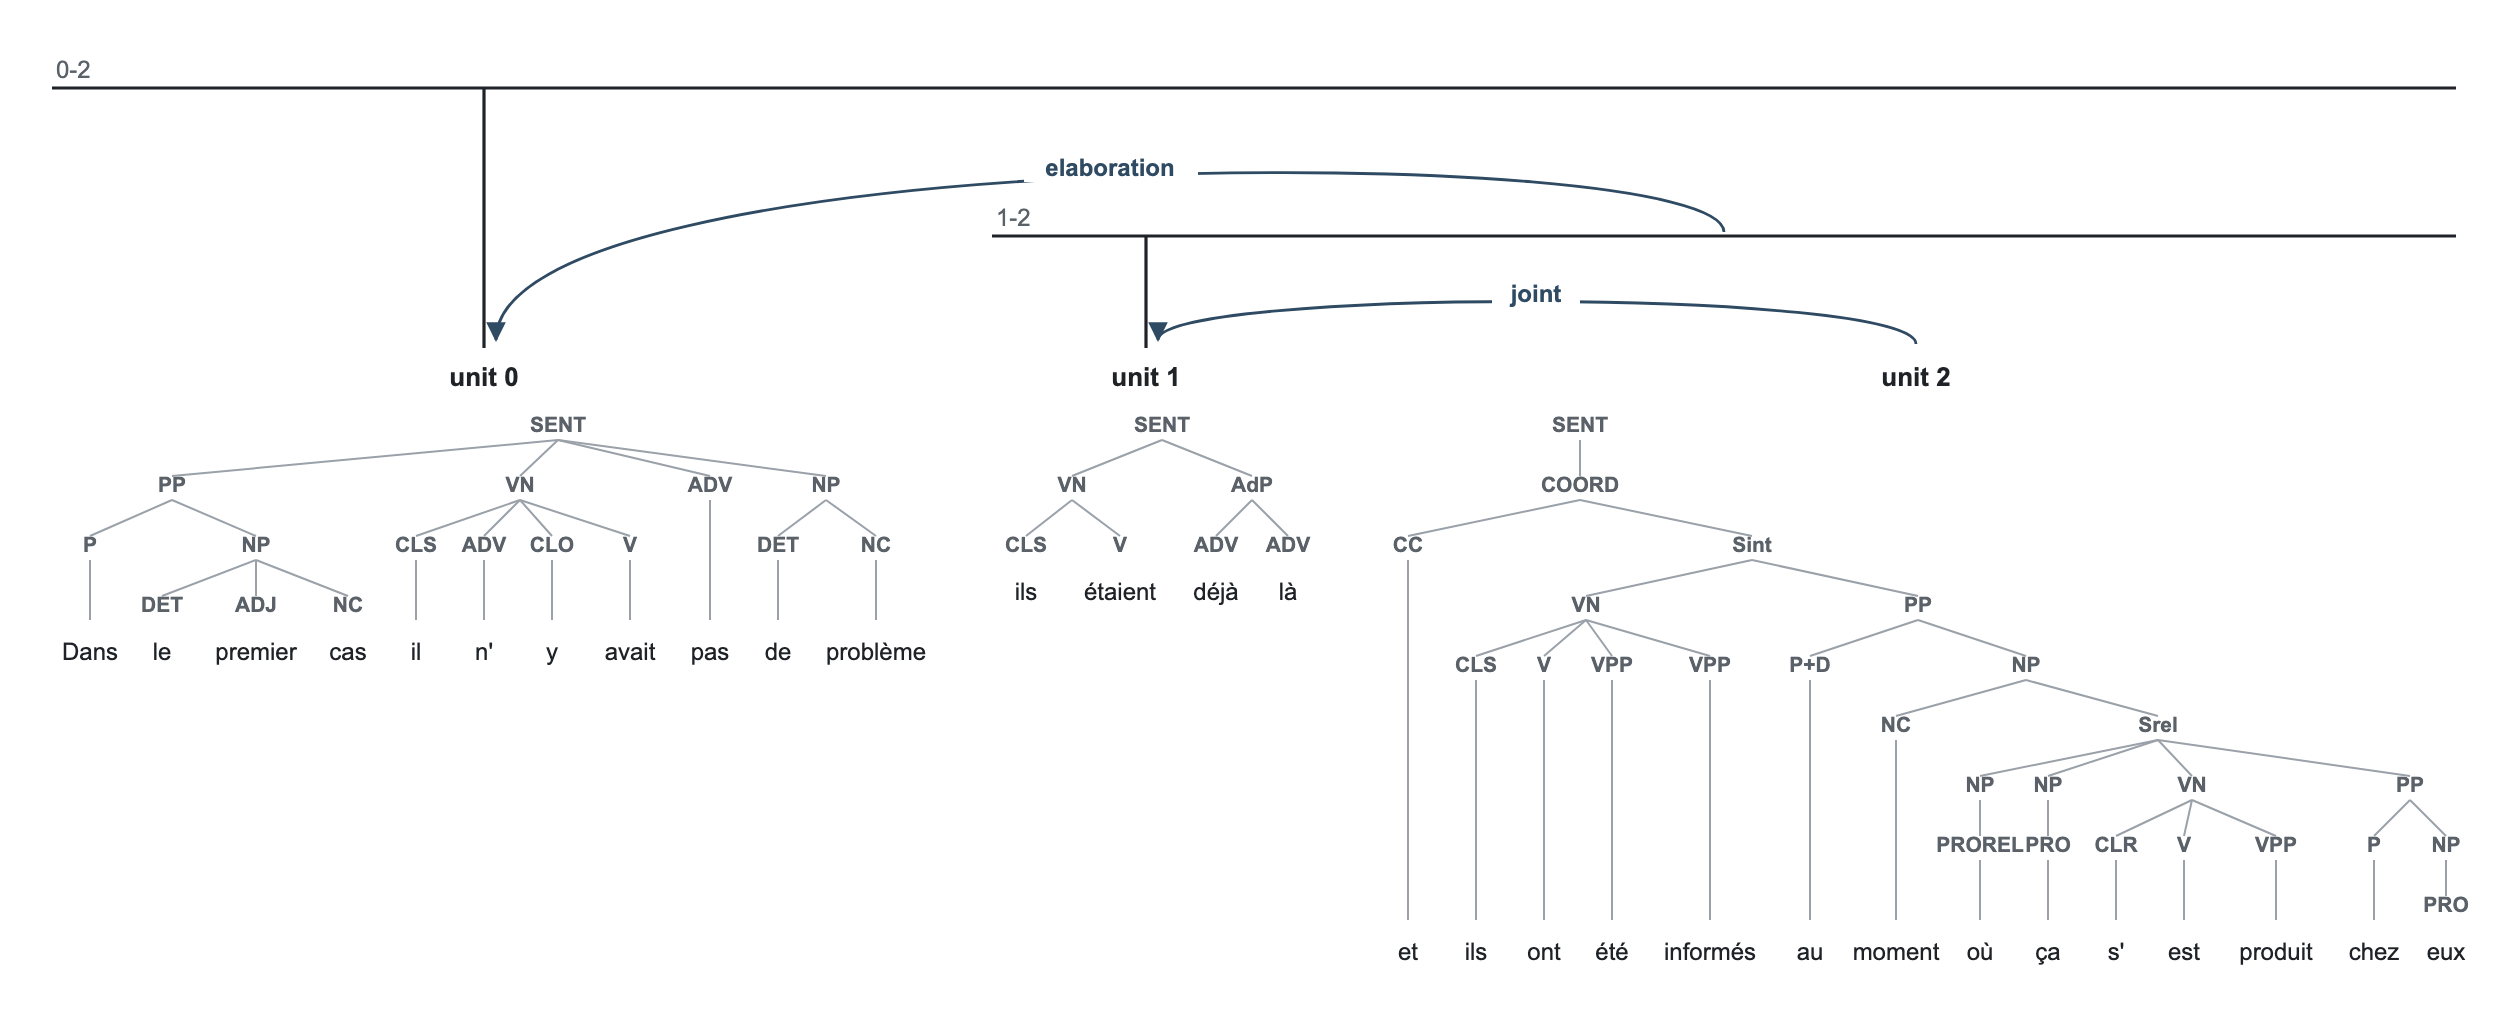 0-2
elaboration
1-2
joint
unit 0 unit 1 unit 2
SENT SENT SENT
PP VN ADV NP VN AdP COORD
P NP CLS ADV CLO V DET NC CLS V ADV ADV CC Sint
ils étaient déjà là
DET ADJ NC VN PP
Dans le premier cas il n' y avait pas de problème
CLS V VPP VPP P+D NP
NC Srel
NP NP VN PP
PROREL PRO CLR V VPP P NP
PRO
et ils ont été informés au moment où ça s' est produit chez eux